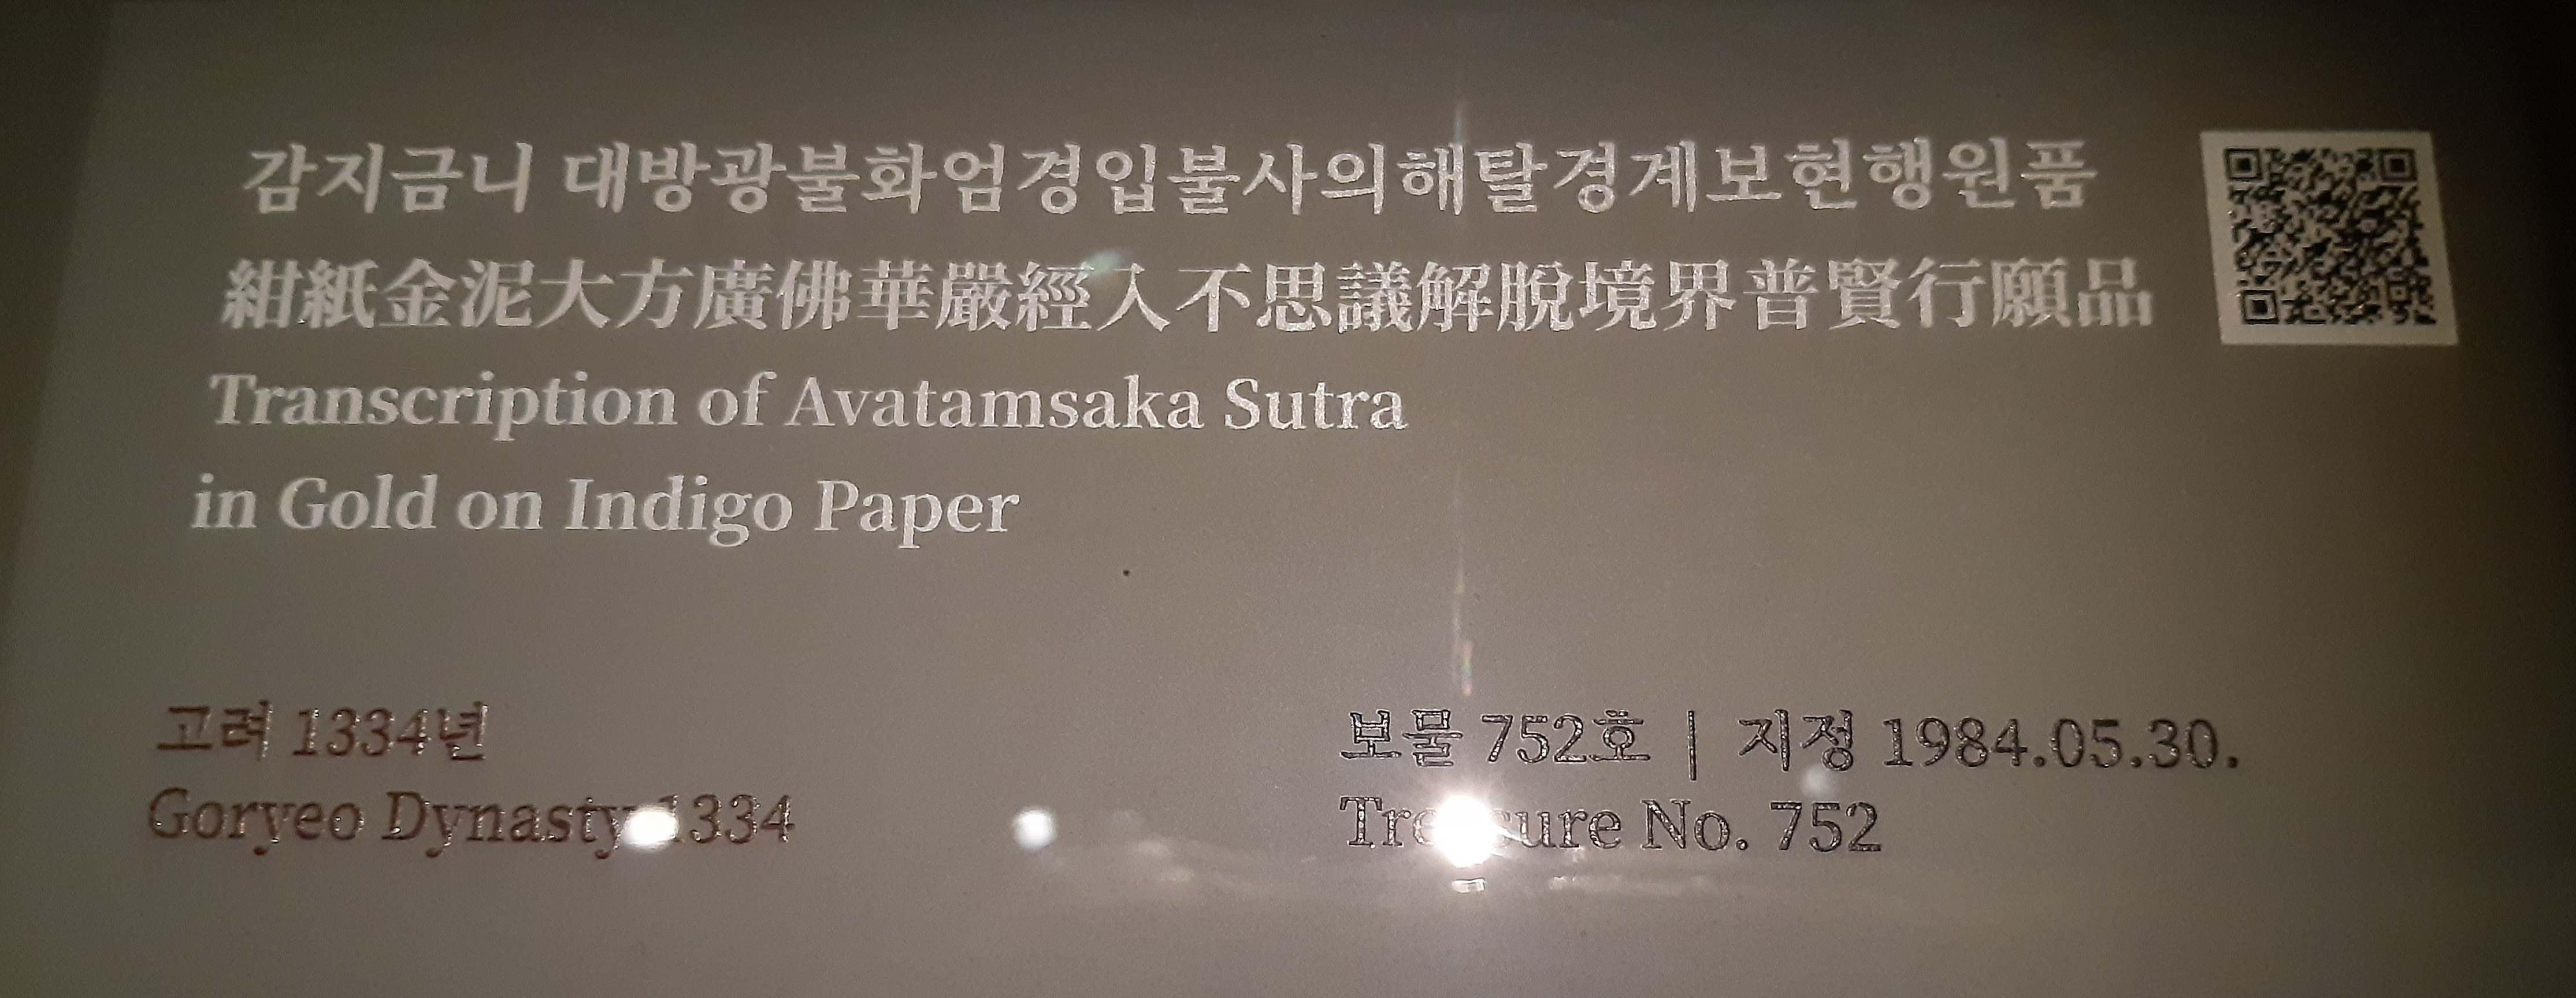 감지금니 대방광불화엄경입불사의해탈경계보현행원품
紺紙金泥大方廣佛華嚴經入不思議解脫境界普賢行願品
Transcription of Avatamsaka Sutra
in Gold on Indigo Paper
고려 1334년
Goryeo Dynasty 1334
보물 752호 | 지정 1984.05.30.
Treasure No. 752